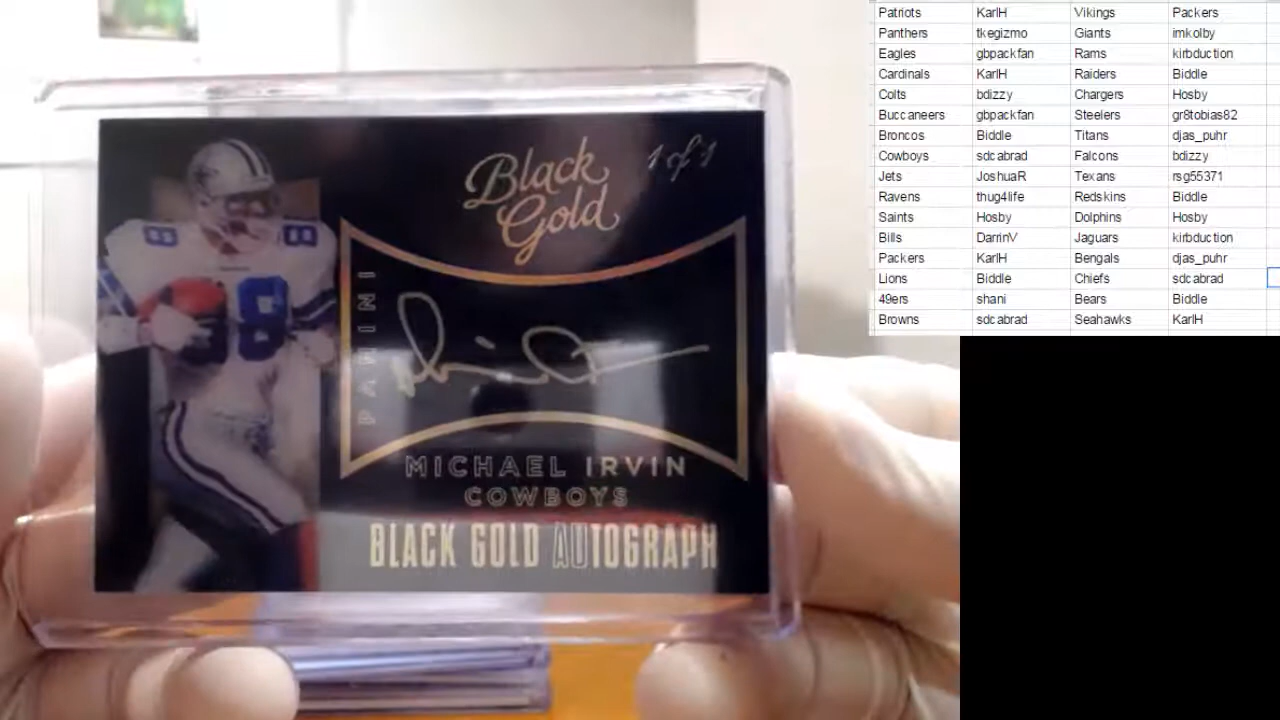 Black
Gold
1 of 1
8 8
88
PANINI
MICHAEL IRVIN
COWBOYS
BLACK GOLD AUTOGRAPH
Patriots KarlH Vikings Packers
Panthers tkegizmo Giants imkolby
Eagles gbpackfan Rams kirbduction
Cardinals KarlH Raiders Biddle
Colts bdizzy Chargers Hosby
Buccaneers gbpackfan Steelers gr8tobias82
Broncos Biddle Titans djas_puhr
Cowboys sdcabrad Falcons bdizzy
Jets JoshuaR Texans rsg55371
Ravens thug4life Redskins Biddle
Saints Hosby Dolphins Hosby
Bills DarrinV Jaguars kirbduction
Packers KarlH Bengals djas_puhr
Lions Biddle Chiefs sdcabrad
49ers shani Bears Biddle
Browns sdcabrad Seahawks KarlH